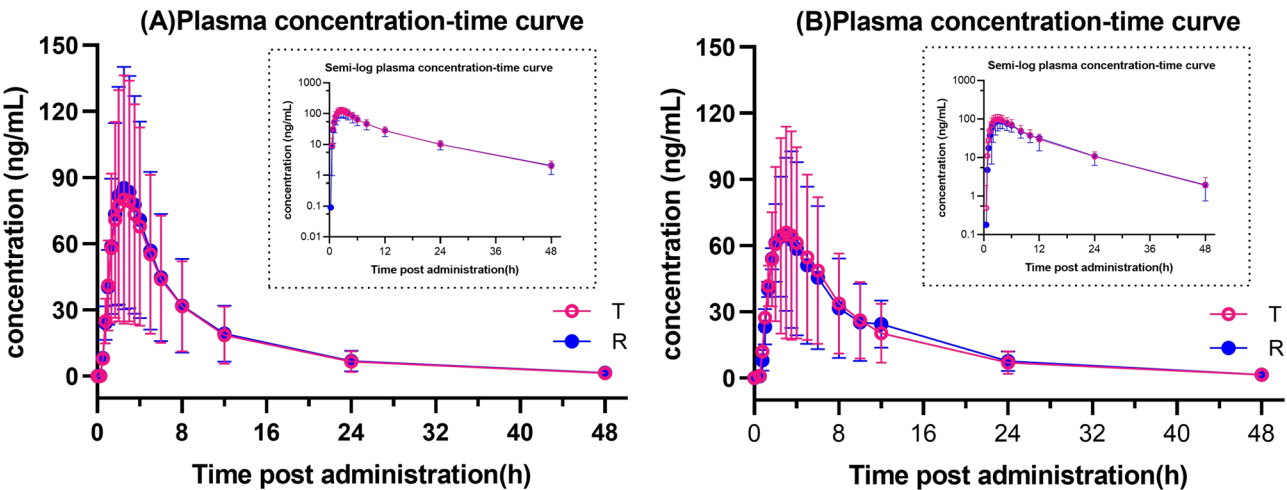 (A)Plasma concentration-time curve
150
120
90
60
30
0
concentration (ng/mL)
0 8 16 24 32 40 48
Time post administration(h)
Semi-log plasma concentration-time curve
1000
100
10
1
0.1
0.01
concentration (ng/mL)
0 12 24 36 48
Time post administration(h)
T
R
(B)Plasma concentration-time curve
150
120
90
60
30
0
concentration (ng/mL)
0 8 16 24 32 40 48
Time post administration(h)
Semi-log plasma concentration-time curve
1000
100
10
1
0.1
concentration (ng/mL)
0 12 24 36 48
Time post administration(h)
T
R